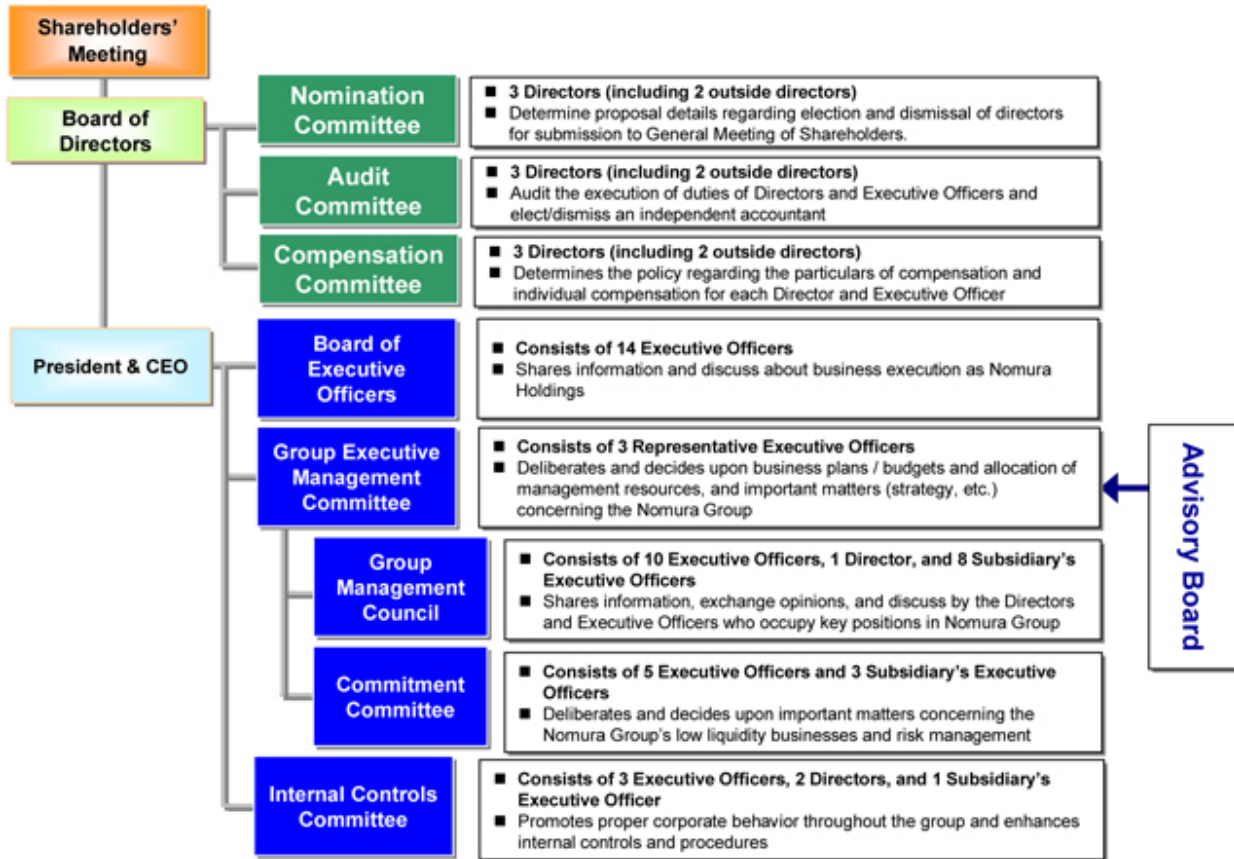 Shareholders'
Meeting
Board of
Directors
Nomination
Committee
■ 3 Directors (including 2 outside directors)
■ Determine proposal details regarding election and dismissal of directors
for submission to General Meeting of Shareholders.
Audit
Committee
■ 3 Directors (including 2 outside directors)
■ Audit the execution of duties of Directors and Executive Officers and
elect/dismiss an independent accountant
Compensation
Committee
■ 3 Directors (including 2 outside directors)
■ Determines the policy regarding the particulars of compensation and
individual compensation for each Director and Executive Officer
President & CEO
Board of
Executive
Officers
■ Consists of 14 Executive Officers
■ Shares information and discuss about business execution as Nomura
Holdings
Group Executive
Management
Committee
■ Consists of 3 Representative Executive Officers
■ Deliberates and decides upon business plans / budgets and allocation of
management resources, and important matters (strategy, etc.)
concerning the Nomura Group
Advisory Board
Group
Management
Council
■ Consists of 10 Executive Officers, 1 Director, and 8 Subsidiary's
Executive Officers
■ Shares information, exchange opinions, and discuss by the Directors
and Executive Officers who occupy key positions in Nomura Group
Commitment
Committee
■ Consists of 5 Executive Officers and 3 Subsidiary's Executive
Officers
■ Deliberates and decides upon important matters concerning the
Nomura Group's low liquidity businesses and risk management
Internal Controls
Committee
■ Consists of 3 Executive Officers, 2 Directors, and 1 Subsidiary's
Executive Officer
■ Promotes proper corporate behavior throughout the group and enhances
internal controls and procedures